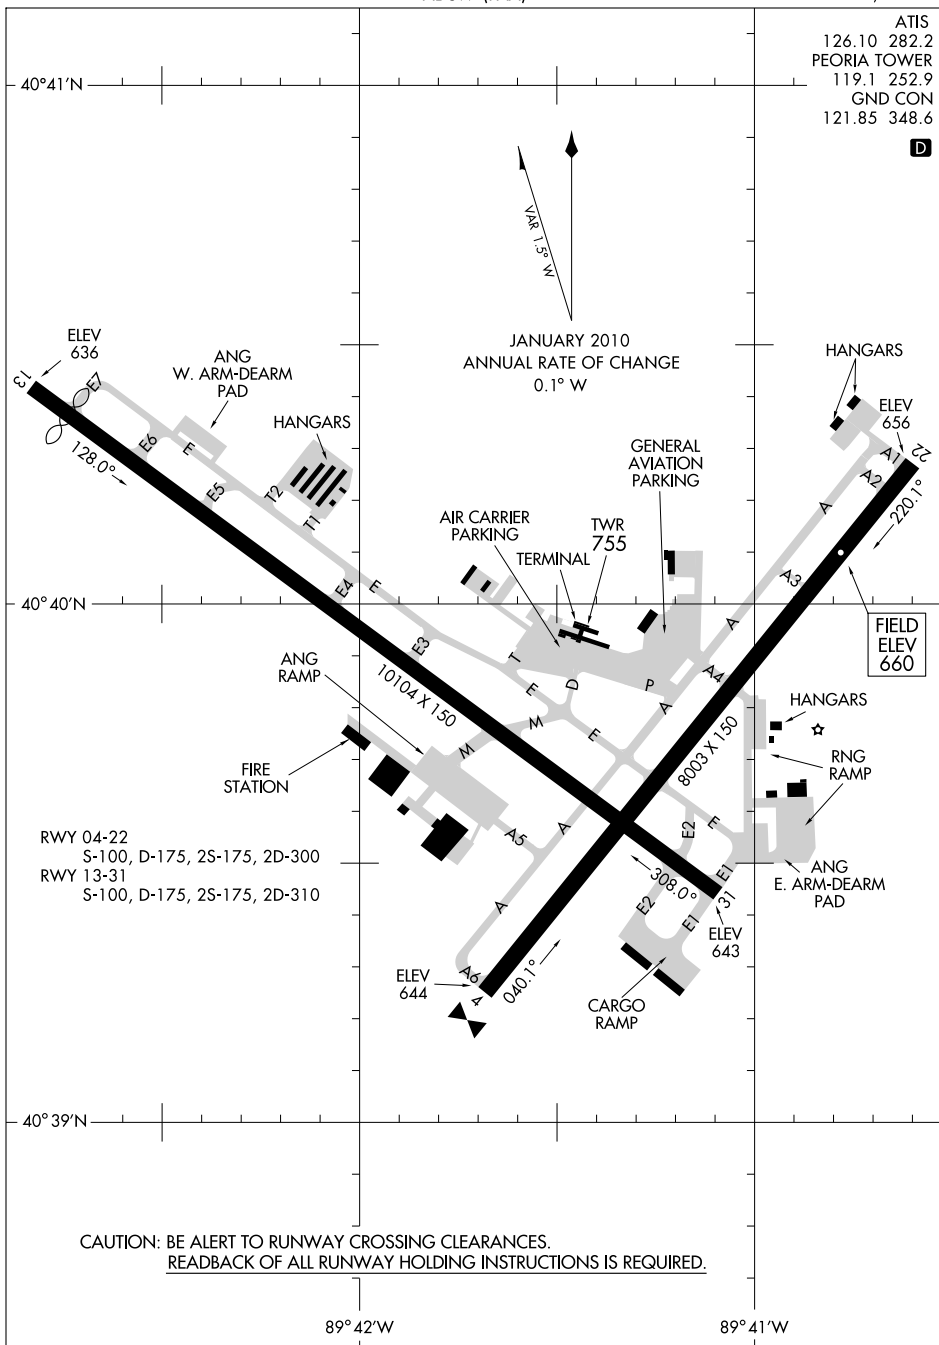 ATIS
126.10 282.2
PEORIA TOWER
119.1 252.9
GND CON
121.85 348.6
D
40°41'N
VAR 1.5° W
JANUARY 2010
ANNUAL RATE OF CHANGE
0.1° W
ELEV
636
13
E7
ANG
W. ARM-DEARM
PAD
HANGARS
E6
E
128.0°
E5
T2
T1
HANGARS
ELEV
656
22
A1
A2
220.1°
A
A3
GENERAL
AVIATION
PARKING
AIR CARRIER
PARKING
TWR
755
TERMINAL
40°40'N
E4
E
E3
FIELD
ELEV
660
A
A4
T
E
D
P
A
M
M
E
ANG
RAMP
10104 X 150
8003 X 150
HANGARS
RNG
RAMP
FIRE
STATION
RWY 04-22
S-100, D-175, 2S-175, 2D-300
RWY 13-31
S-100, D-175, 2S-175, 2D-310
A5
A
E2
E
E1
308.0°
31
ANG
E. ARM-DEARM
PAD
A
E2
E1
ELEV
643
A6
ELEV
644
4
040.1°
CARGO
RAMP
40°39'N
CAUTION: BE ALERT TO RUNWAY CROSSING CLEARANCES.
READBACK OF ALL RUNWAY HOLDING INSTRUCTIONS IS REQUIRED.
89°42'W
89°41'W